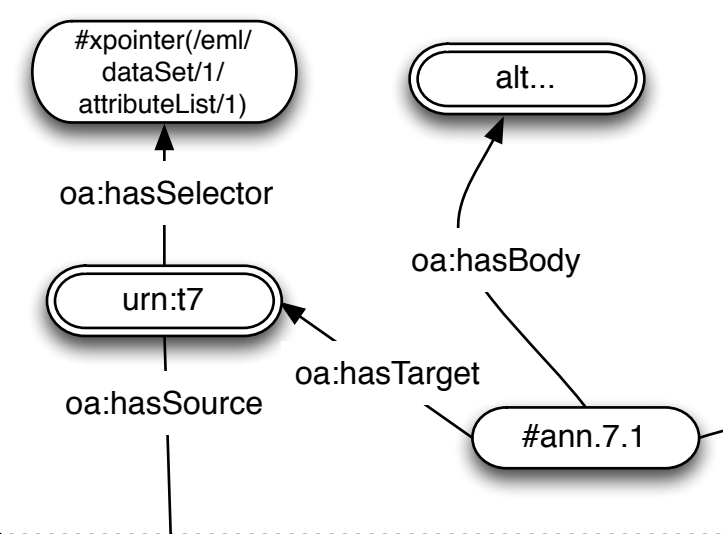 #xpointer(/eml/
dataSet/1/
attributeList/1)
alt...
oa:hasSelector
oa:hasBody
urn:t7
oa:hasTarget
oa:hasSource
#ann.7.1